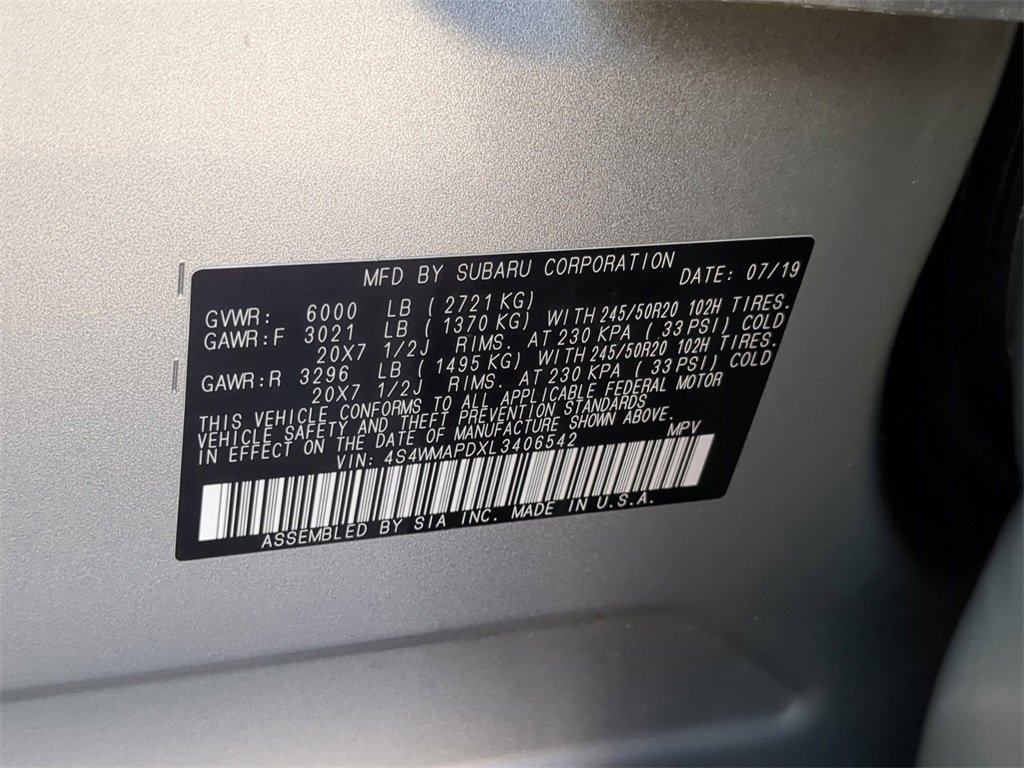 MFD BY SUBARU CORPORATION DATE: 07/19
GVWR: 6000 LB ( 2721 KG)
GAWR:F 3021 LB ( 1370 KG) WITH 245/50R20 102H TIRES.
20X7 1/2J RIMS. AT 230 KPA ( 33 PSI) COLD
GAWR:R 3296 LB ( 1495 KG) WITH 245/50R20 102H TIRES.
20X7 1/2J RIMS. AT 230 KPA ( 33 PSI) COLD
THIS VEHICLE CONFORMS TO ALL APPLICABLE FEDERAL MOTOR
VEHICLE SAFETY AND THEFT PREVENTION STANDARDS
IN EFFECT ON THE DATE OF MANUFACTURE SHOWN ABOVE.
VIN: 4S4WMAPDXL3406542 MPV
ASSEMBLED BY SIA INC. MADE IN U.S.A.